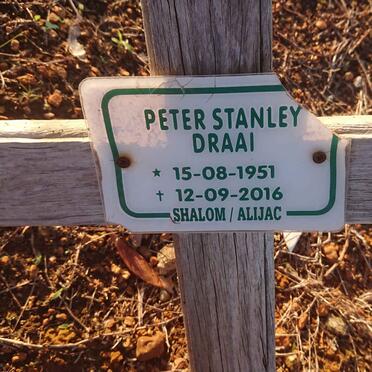 PETER STANLEY
DRAAI
★ 15-08-1951
✝ 12-09-2016
SHALOM / ALIJAC